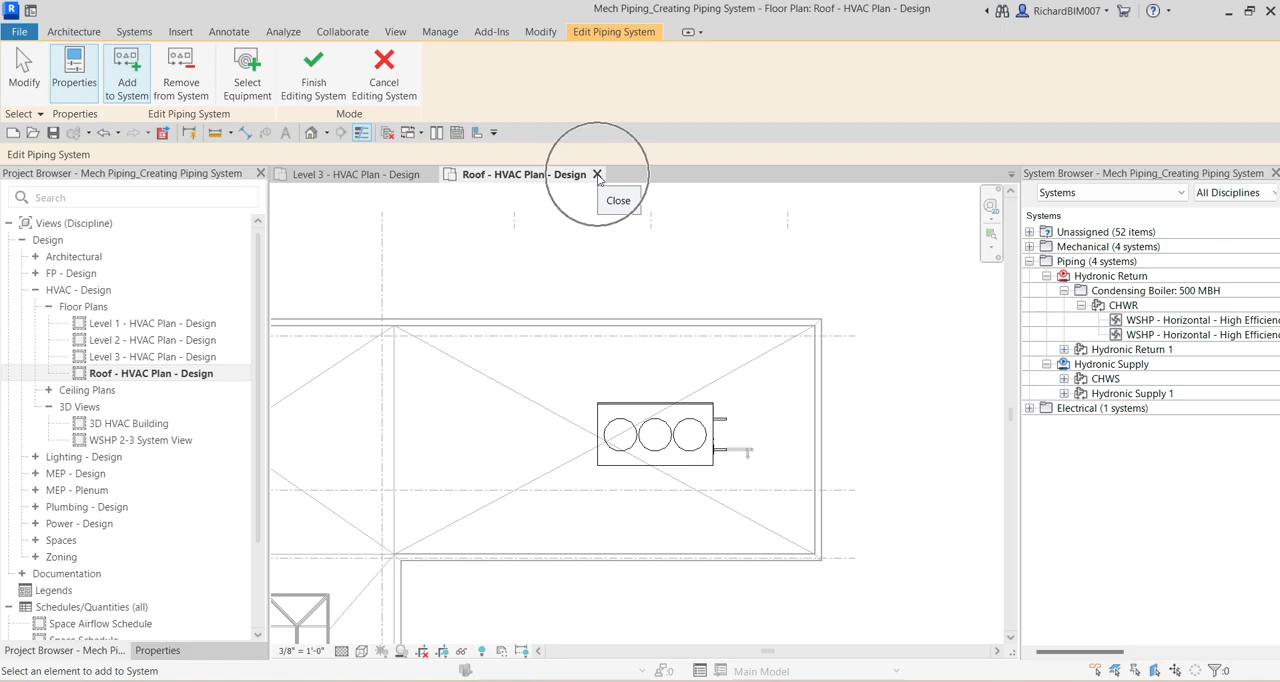 Mech Piping_Creating Piping System - Floor Plan: Roof - HVAC Plan - Design
RichardBIM007
File Architecture Systems Insert Annotate Analyze Collaborate View Manage Add-Ins Modify Edit Piping System
Modify Properties Add to System Remove from System Select Equipment Finish Editing System Cancel Editing System
Select Properties Edit Piping System Mode
Edit Piping System
Project Browser - Mech Piping_Creating Piping System
Level 3 - HVAC Plan - Design
Roof - HVAC Plan - Design
Close
System Browser - Mech Piping_Creating Piping System
Search
Views (Discipline)
Design
Architectural
FP - Design
HVAC - Design
Floor Plans
Level 1 - HVAC Plan - Design
Level 2 - HVAC Plan - Design
Level 3 - HVAC Plan - Design
Roof - HVAC Plan - Design
Ceiling Plans
3D Views
3D HVAC Building
WSHP 2-3 System View
Lighting - Design
MEP - Design
MEP - Plenum
Plumbing - Design
Power - Design
Spaces
Zoning
Documentation
Legends
Schedules/Quantities (all)
Space Airflow Schedule
Systems
All Disciplines
Systems
Unassigned (52 items)
Mechanical (4 systems)
Piping (4 systems)
Hydronic Return
Condensing Boiler: 500 MBH
CHWR
WSHP - Horizontal - High Efficienc
WSHP - Horizontal - High Efficienc
Hydronic Return 1
Hydronic Supply
CHWS
Hydronic Supply 1
Electrical (1 systems)
Project Browser - Mech Pi...
Properties
3/8" = 1'-0"
Select an element to add to System
:0
Main Model
:0